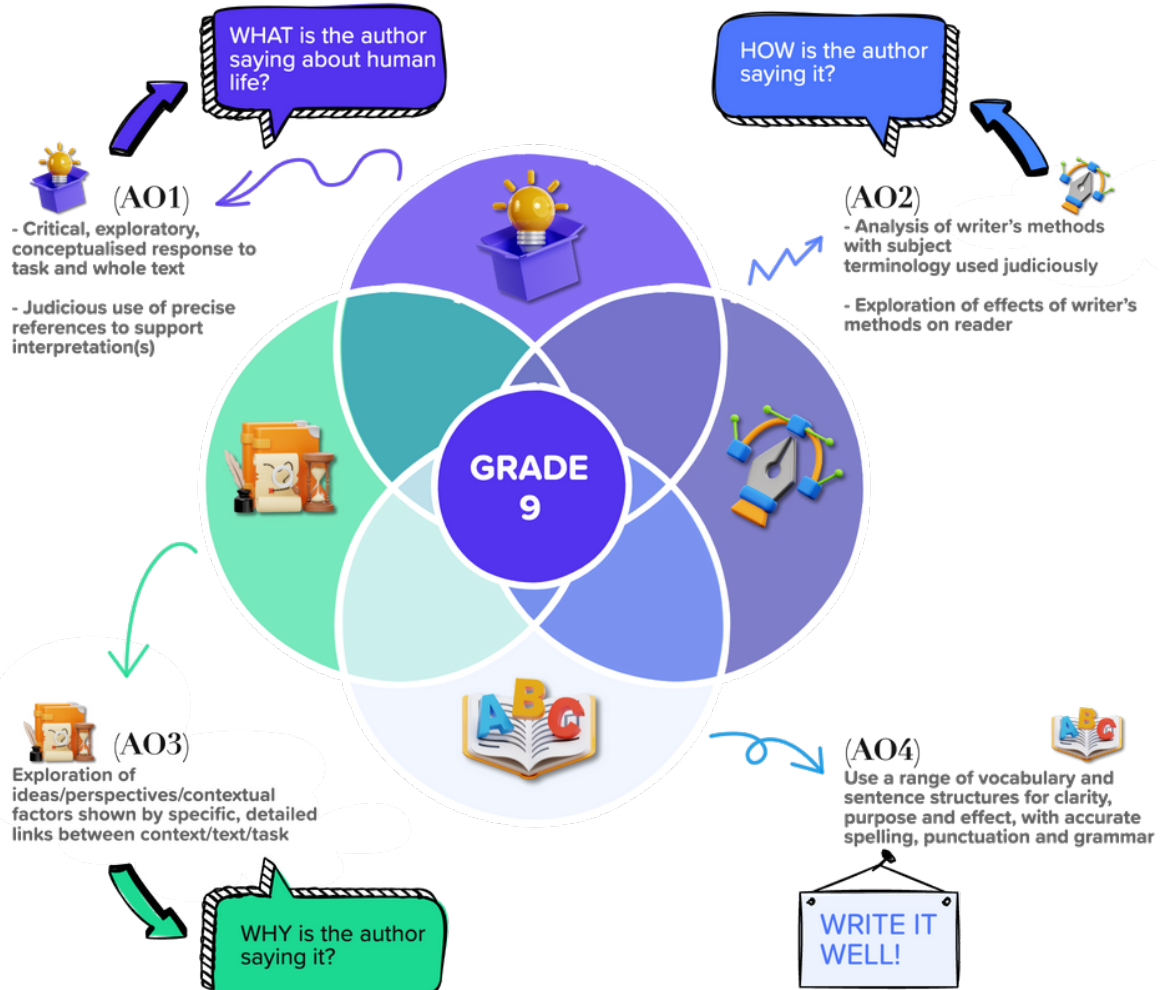 WHAT is the author
saying about human
life?
HOW is the author
saying it?
(AO1)
- Critical, exploratory,
conceptualised response to
task and whole text
- Judicious use of precise
references to support
interpretation(s)
(AO2)
- Analysis of writer's methods
with subject
terminology used judiciously
- Exploration of effects of writer's
methods on reader
GRADE
9
A B C
(AO3)
Exploration of
ideas/perspectives/contextual
factors shown by specific, detailed
links between context/text/task
WHY is the author
saying it?
(AO4)
A B C
Use a range of vocabulary and
sentence structures for clarity,
purpose and effect, with accurate
spelling, punctuation and grammar
WRITE IT
WELL!